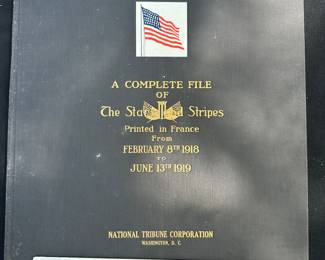 A COMPLETE FILE
OF
The Stars and Stripes
Printed in France
From
FEBRUARY 8TH 1918
TO
JUNE 13TH 1919
NATIONAL TRIBUNE CORPORATION
WASHINGTON, D. C.